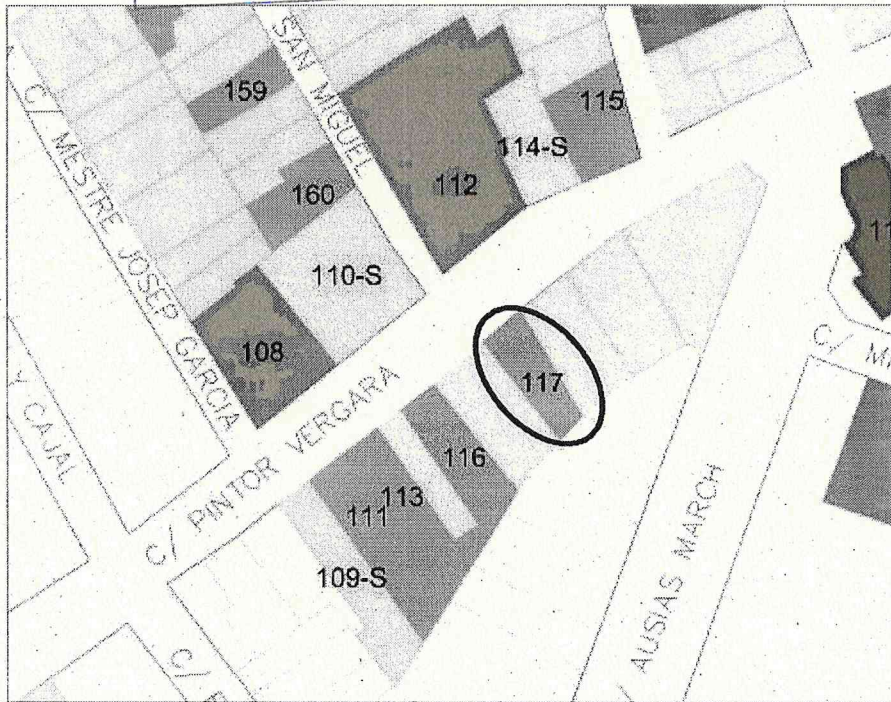 159
SAN MIGUEL
115
114-S
C/ MESTRE JOSEP GARCIA
160
112
110-S
108
117
C/ PINTOR VERGARA
Y CAJAL
116
113
111
109-S
C/ AUSIAS MARCH